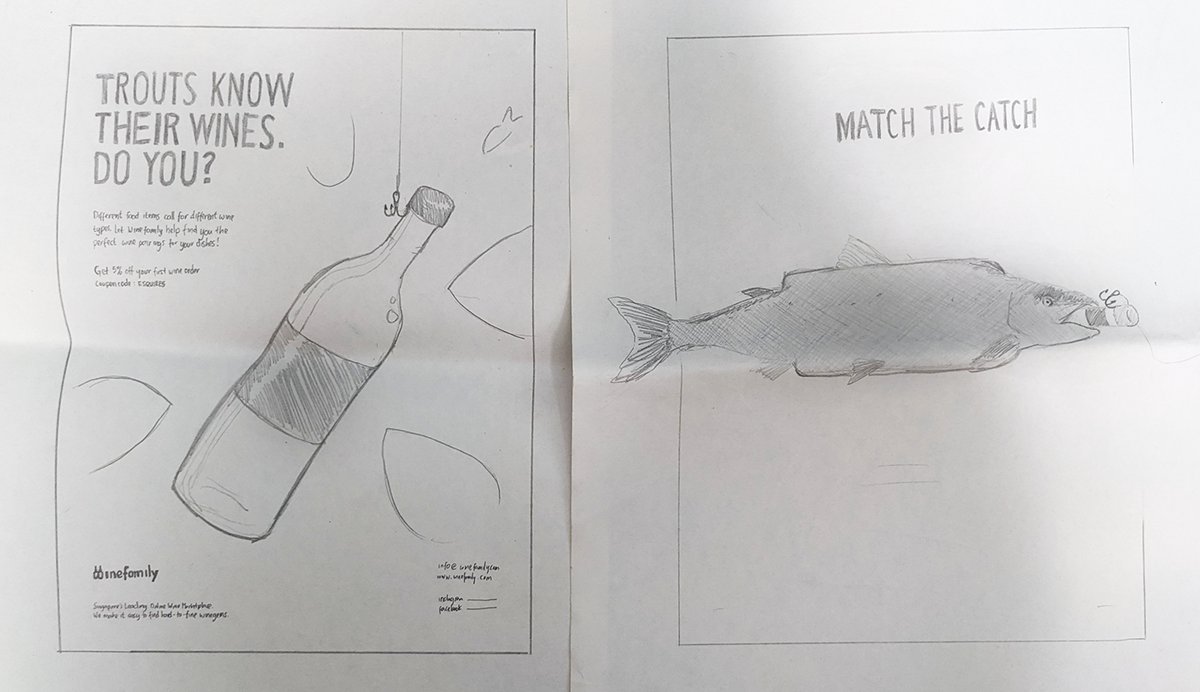 TROUTS KNOW
THEIR WINES.
DO YOU?
Different food items call for different wine
types. Let Winefamily help find you the
perfect wine pairings for your dishes!
Get 5% off your first wine order
Coupon code: ESQUIRES
Winefamily
Singapore's Leading Online Wine Marketplace.
We make it easy to find hard-to-find winegems.
info@winefamily.com
www.winefamily.com
instagram
facebook
MATCH THE CATCH